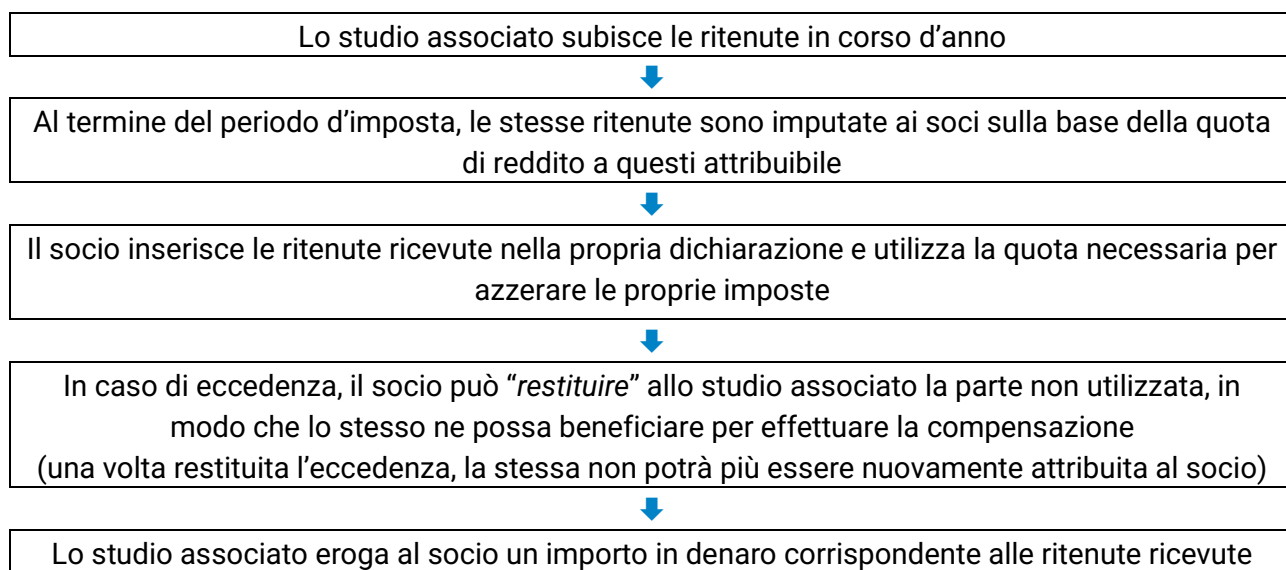 Lo studio associato subisce le ritenute in corso d’anno
Al termine del periodo d’imposta, le stesse ritenute sono imputate ai soci sulla base della quota
di reddito a questi attribuibile
Il socio inserisce le ritenute ricevute nella propria dichiarazione e utilizza la quota necessaria per
azzerare le proprie imposte
In caso di eccedenza, il socio può “restituire” allo studio associato la parte non utilizzata, in
modo che lo stesso ne possa beneficiare per effettuare la compensazione
(una volta restituita l’eccedenza, la stessa non potrà più essere nuovamente attribuita al socio)
Lo studio associato eroga al socio un importo in denaro corrispondente alle ritenute ricevute